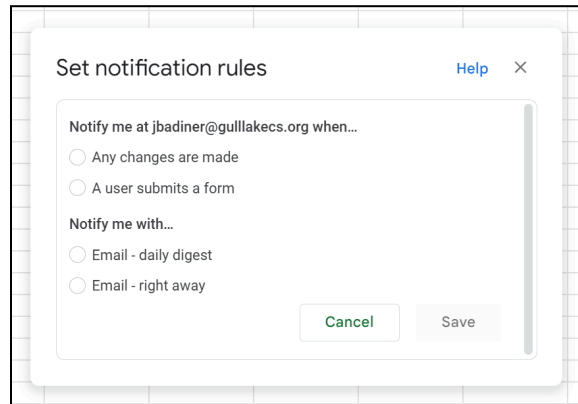 Set notification rules
Help
Notify me at jbadiner@gulllakecs.org when...
Any changes are made
A user submits a form
Notify me with...
Email - daily digest
Email - right away
Cancel
Save